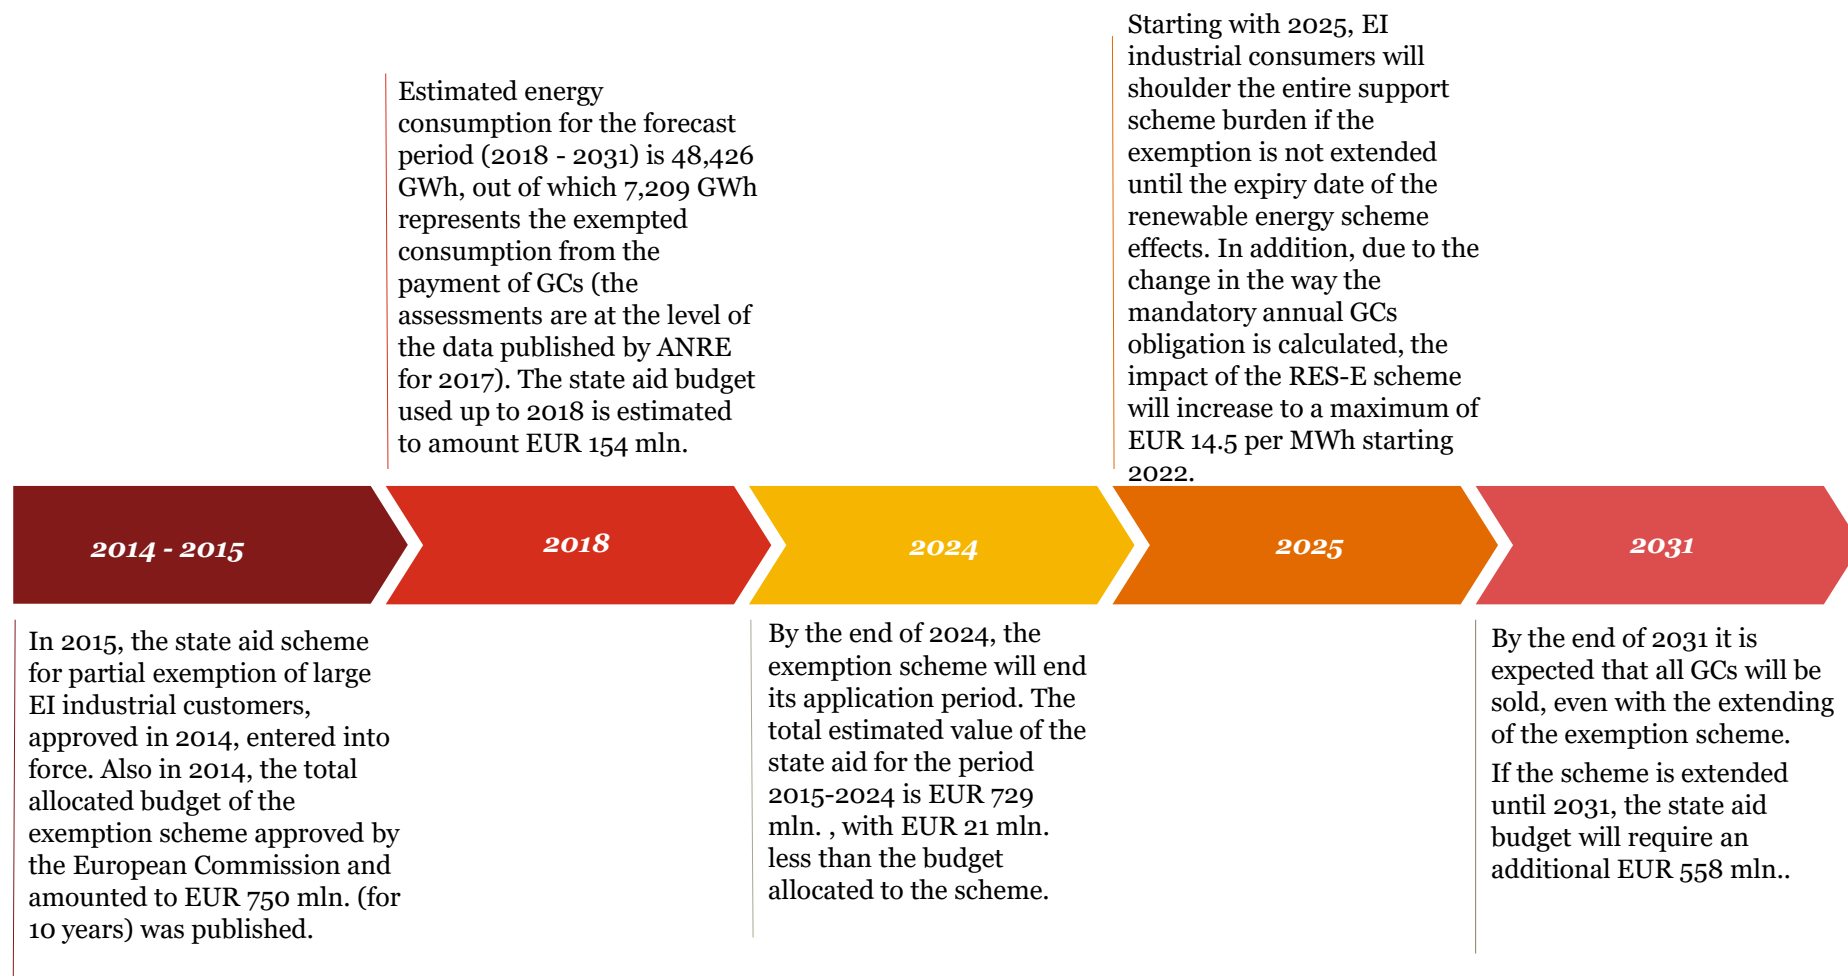 2014 - 2015
In 2015, the state aid scheme
for partial exemption of large
EI industrial customers,
approved in 2014, entered into
force. Also in 2014, the total
allocated budget of the
exemption scheme approved by
the European Commission and
amounted to EUR 750 mln. (for
10 years) was published.
Estimated energy
consumption for the forecast
period (2018 - 2031) is 48,426
GWh, out of which 7,209 GWh
represents the exempted
consumption from the
payment of GCs (the
assessments are at the level of
the data published by ANRE
for 2017). The state aid budget
used up to 2018 is estimated
to amount EUR 154 mln.
2018
2024
By the end of 2024, the
exemption scheme will end
its application period. The
total estimated value of the
state aid for the period
2015-2024 is EUR 729
mln. , with EUR 21 mln.
less than the budget
allocated to the scheme.
Starting with 2025, EI
industrial consumers will
shoulder the entire support
scheme burden if the
exemption is not extended
until the expiry date of the
renewable energy scheme
effects. In addition, due to the
change in the way the
mandatory annual GCs
obligation is calculated, the
impact of the RES-E scheme
will increase to a maximum of
EUR 14.5 per MWh starting
2022.
2025
2031
By the end of 2031 it is
expected that all GCs will be
sold, even with the extending
of the exemption scheme.
If the scheme is extended
until 2031, the state aid
budget will require an
additional EUR 558 mln..